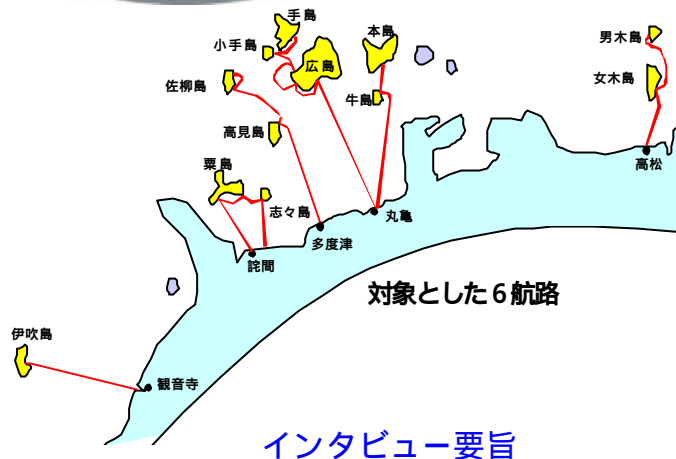 手島
小手島
本島
男木島
広島
佐柳島
女木島
牛島
高見島
粟島
高松
志々島
丸亀
多度津
詫間
対象とした6航路
伊吹島
観音寺
インタビュー要旨